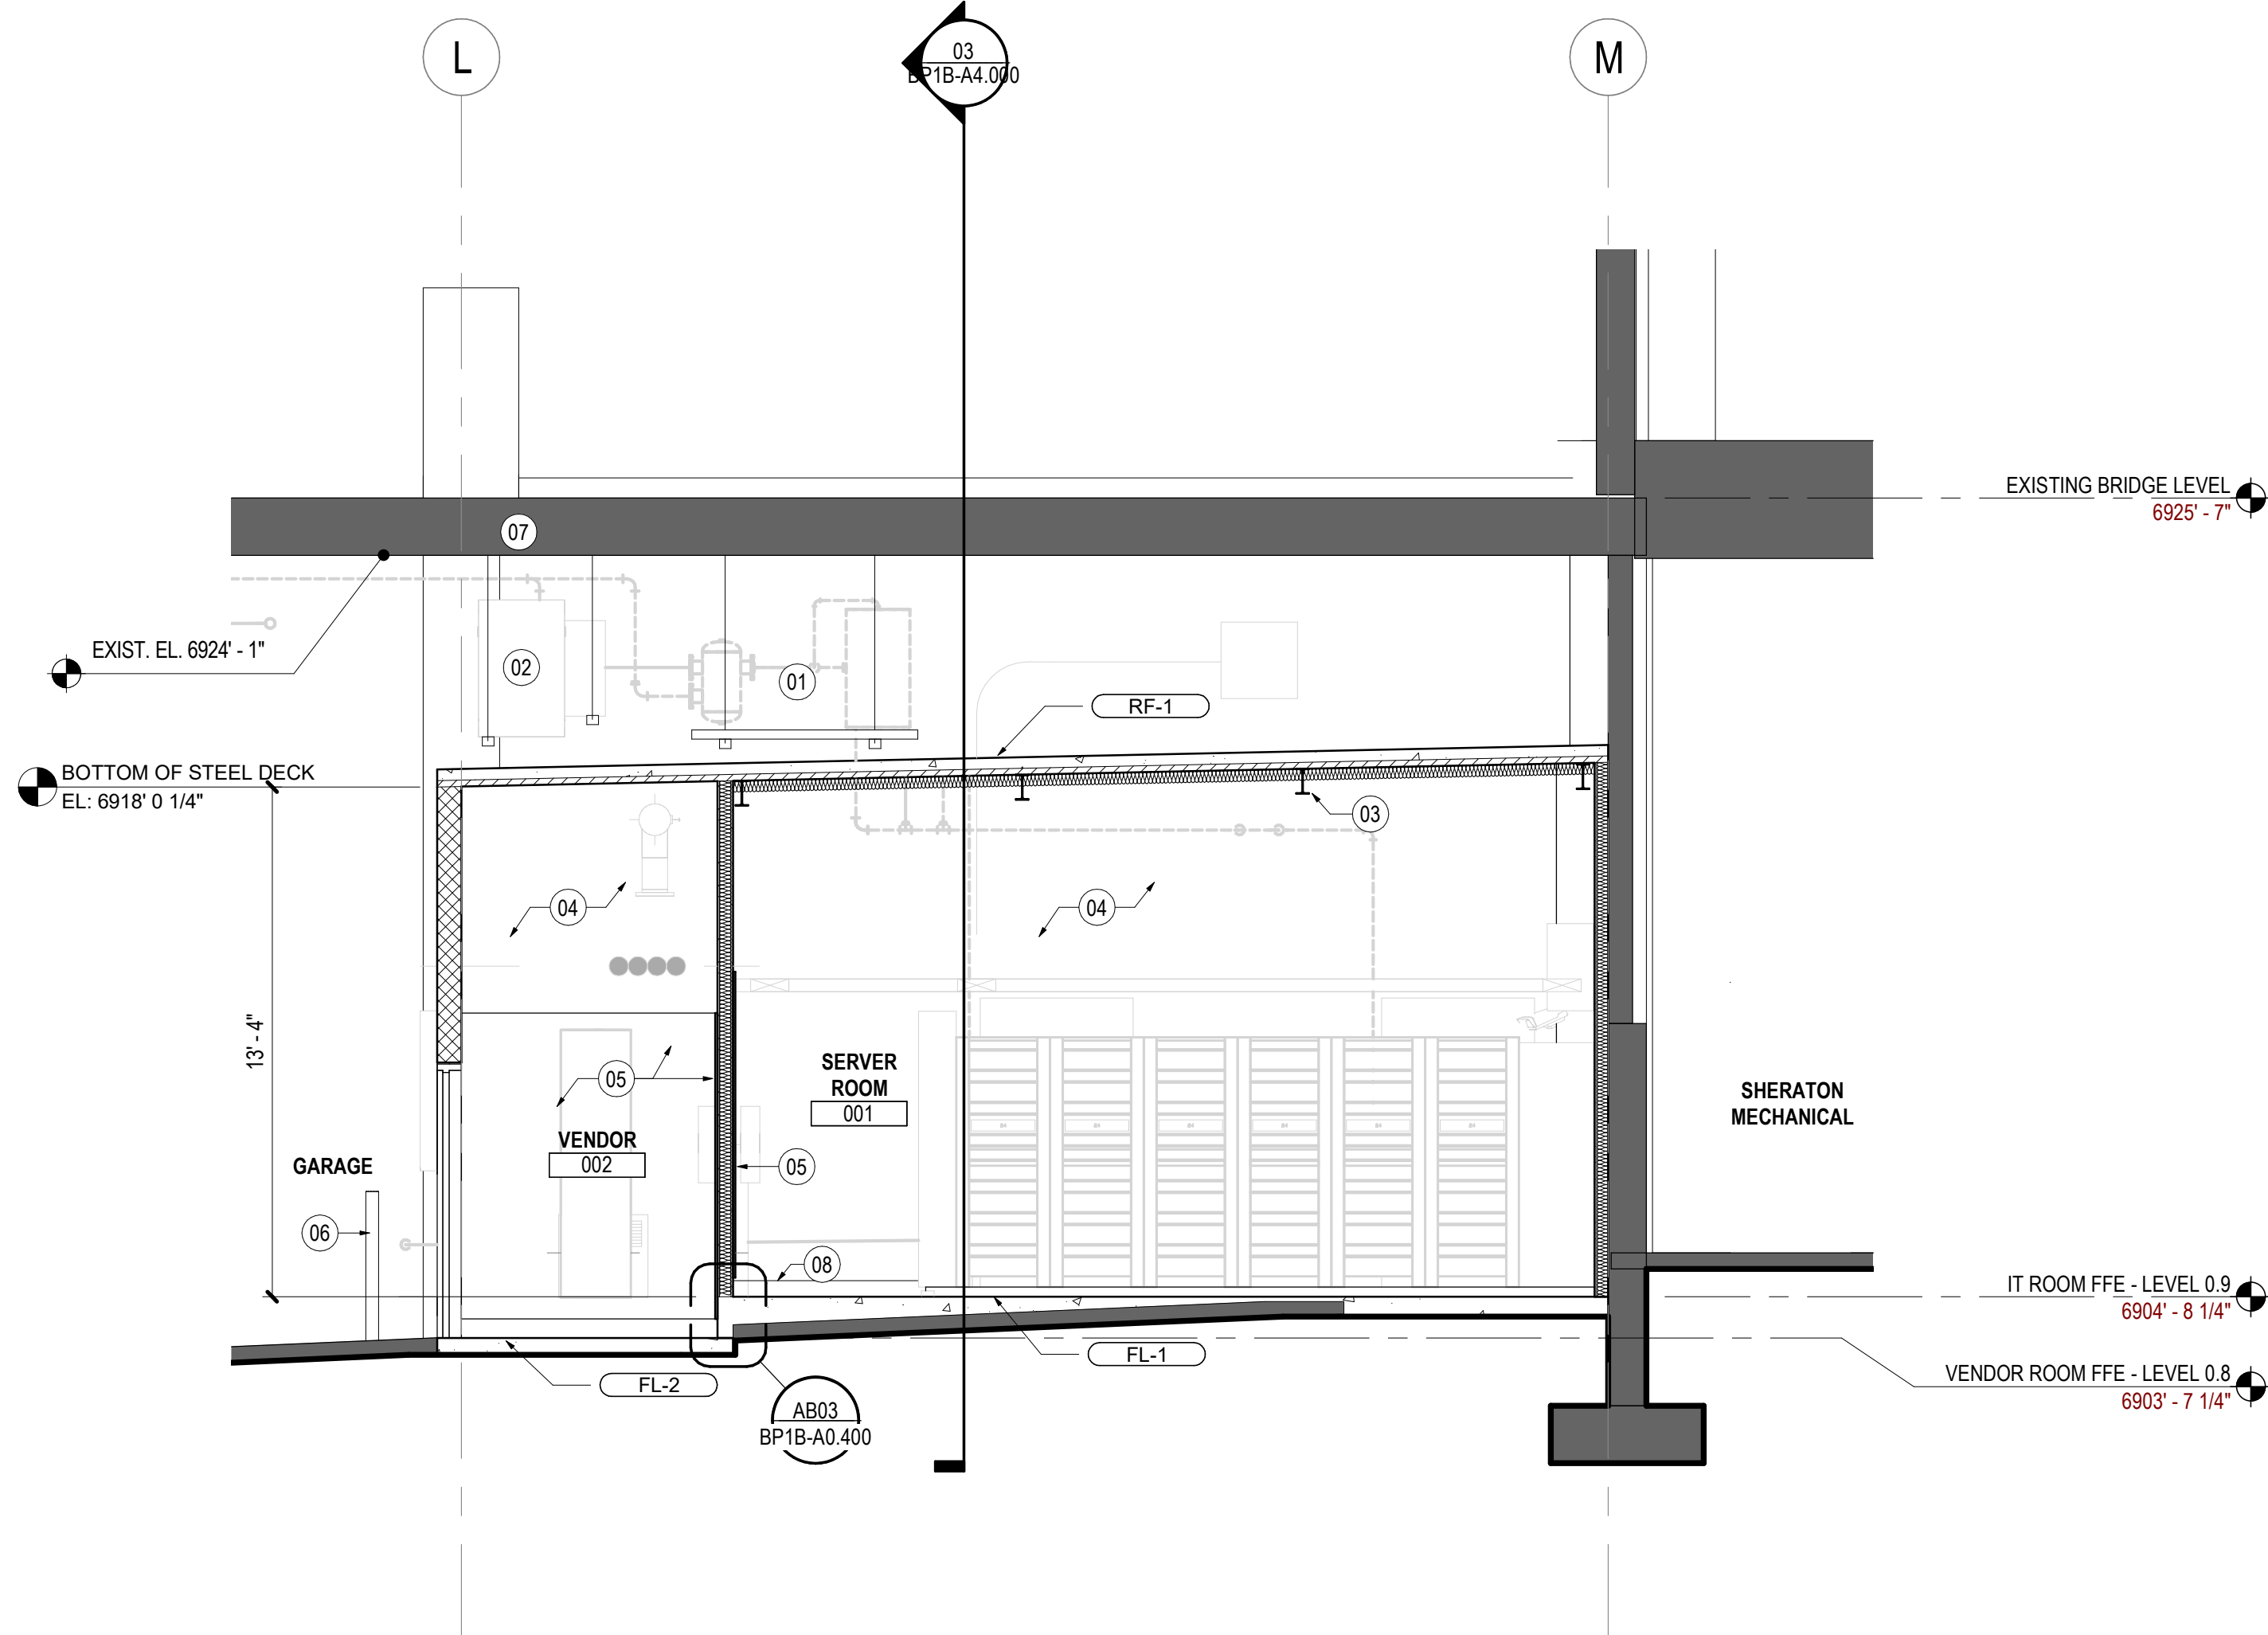 L
03
BP1B-A4.000
M
EXISTING BRIDGE LEVEL
6925' - 7"
07
EXIST. EL. 6924' - 1"
02
01
RF-1
BOTTOM OF STEEL DECK
EL: 6918' 0 1/4"
03
04
04
13' - 4"
05
SERVER
ROOM
001
SHERATON
MECHANICAL
VENDOR
002
GARAGE
05
06
08
IT ROOM FFE - LEVEL 0.9
6904' - 8 1/4"
FL-1
VENDOR ROOM FFE - LEVEL 0.8
6903' - 7 1/4"
FL-2
AB03
BP1B-A0.400